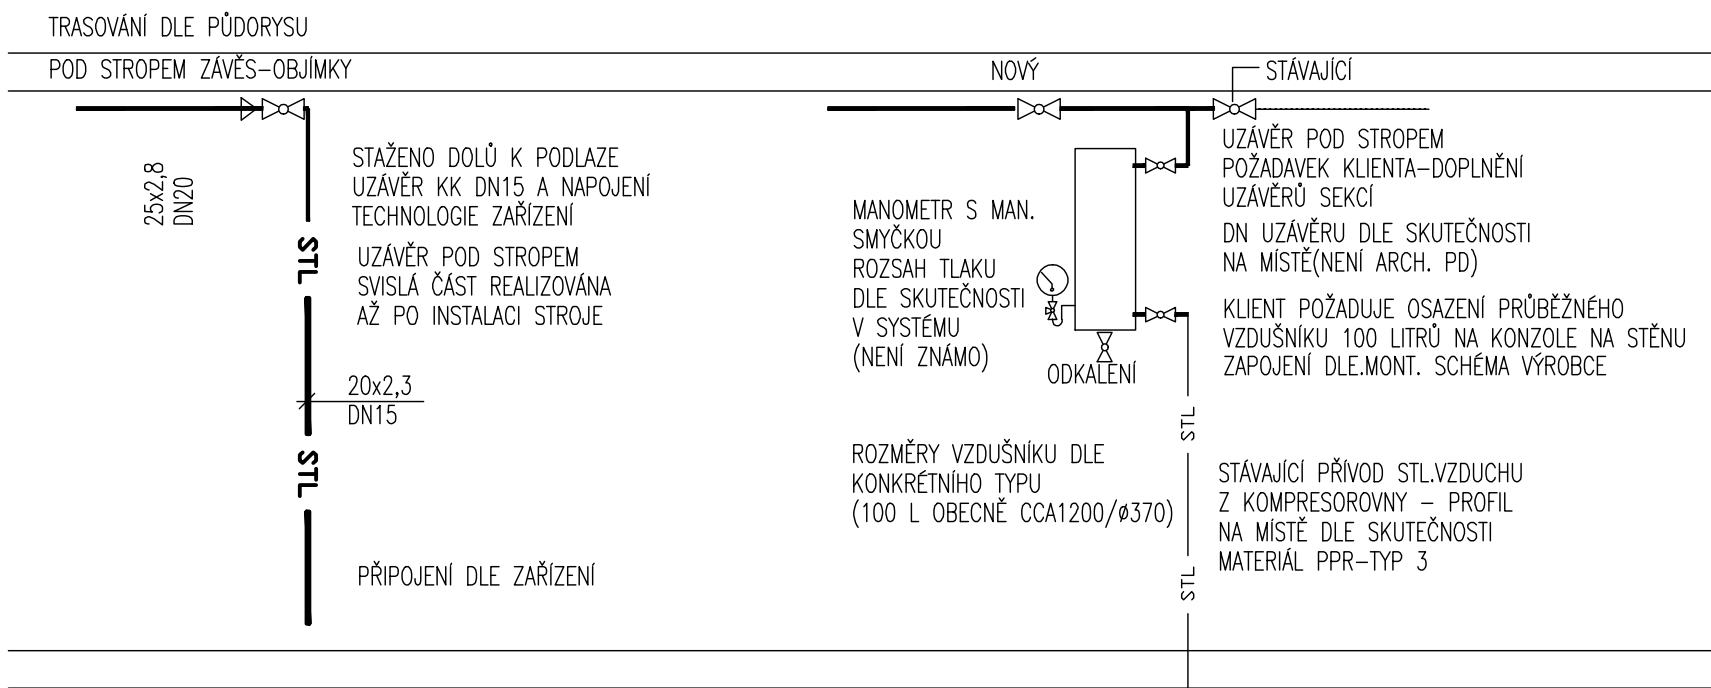 TRASOVÁNÍ DLE PŮDORYSU
POD STROPEM ZÁVĚS-OBJÍMKY
NOVÝ
STÁVAJÍCÍ
25x2,8
DN20
STAŽENO DOLŮ K PODLAZE
UZÁVĚR KK DN15 A NAPOJENÍ
TECHNOLOGIE ZAŘÍZENÍ
STL
UZÁVĚR POD STROPEM
SVISLÁ ČÁST REALIZOVÁNA
AŽ PO INSTALACI STROJE
20x2,3
DN15
STL
PŘIPOJENÍ DLE ZAŘÍZENÍ
MANOMETR S MAN.
SMYČKOU
ROZSAH TLAKU
DLE SKUTEČNOSTI
V SYSTÉMU
(NENÍ ZNÁMO)
ODKALENÍ
ROZMĚRY VZDUŠNÍKU DLE
KONKRÉTNÍHO TYPU
(100 L OBECNĚ CCA1200/ø370)
UZÁVĚR POD STROPEM
POŽADAVEK KLIENTA-DOPLNĚNÍ
UZÁVĚRŮ SEKCÍ
DN UZÁVĚRU DLE SKUTEČNOSTI
NA MÍSTĚ(NENÍ ARCH. PD)
KLIENT POŽADUJE OSAZENÍ PRŮBĚŽNÉHO
VZDUŠNÍKU 100 LITRŮ NA KONZOLE NA STĚNU
ZAPOJENÍ DLE.MONT. SCHÉMA VÝROBCE
STL
STÁVAJÍCÍ PŘÍVOD STL.VZDUCHU
Z KOMPRESOROVNY - PROFIL
NA MÍSTĚ DLE SKUTEČNOSTI
MATERIÁL PPR-TYP 3
STL